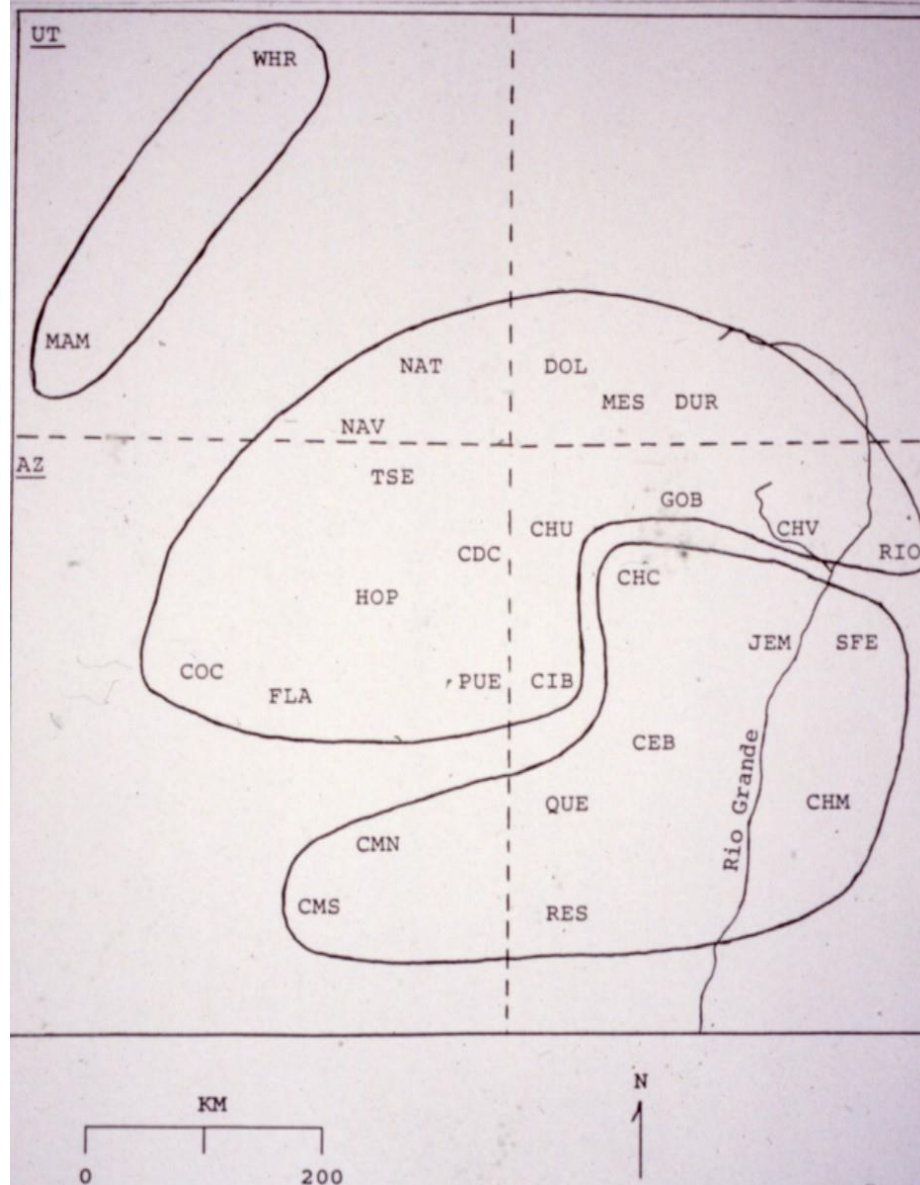 UT
WHR
MAM
NAT
DOL
MES DUR
NAV
AZ
TSE
GOB
CHU
CHV
CDC
RIO
CHC
HOP
JEM SFE
COC
FLA
PUE CIB
CEB
QUE
CHM
Rio Grande
CMN
CMS
RES
KM
N
0 200